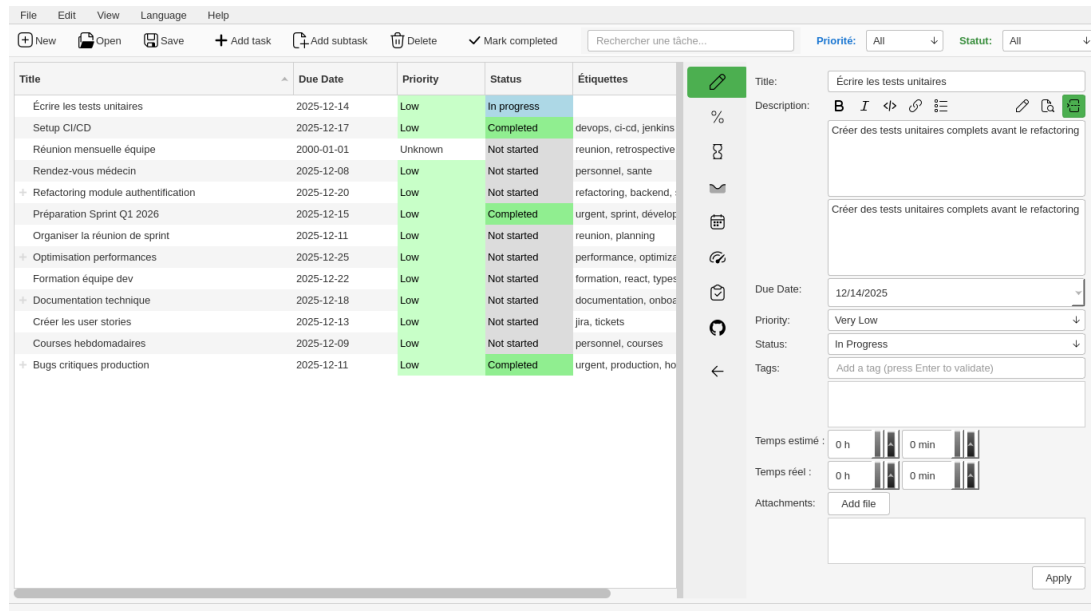 File Edit View Language Help
New Open Save Add task Add subtask Delete Mark completed Rechercher une tâche... Priorité: All Statut: All
Title Due Date Priority Status Étiquettes
Écrire les tests unitaires 2025-12-14 Low In progress
Setup CI/CD 2025-12-17 Low Completed devops, ci-cd, jenkins
Réunion mensuelle équipe 2000-01-01 Unknown Not started reunion, retrospective
Rendez-vous médecin 2025-12-08 Low Not started personnel, sante
Refactoring module authentification 2025-12-20 Low Not started refactoring, backend,
Préparation Sprint Q1 2026 2025-12-15 Low Completed urgent, sprint, dévelop
Organiser la réunion de sprint 2025-12-11 Low Not started reunion, planning
Optimisation performances 2025-12-25 Low Not started performance, optimiza
Formation équipe dev 2025-12-22 Low Not started formation, react, types
Documentation technique 2025-12-18 Low Not started documentation, onboa
Créer les user stories 2025-12-13 Low Not started jira, tickets
Courses hebdomadaires 2025-12-09 Low Not started personnel, courses
Bugs critiques production 2025-12-11 Low Completed urgent, production, ho
Title: Écrire les tests unitaires
Description: B I </>
Créer des tests unitaires complets avant le refactoring
Créer des tests unitaires complets avant le refactoring
Due Date: 12/14/2025
Priority: Very Low
Status: In Progress
Tags: Add a tag (press Enter to validate)
Temps estimé : 0 h 0 min
Temps réel : 0 h 0 min
Attachments: Add file
Apply